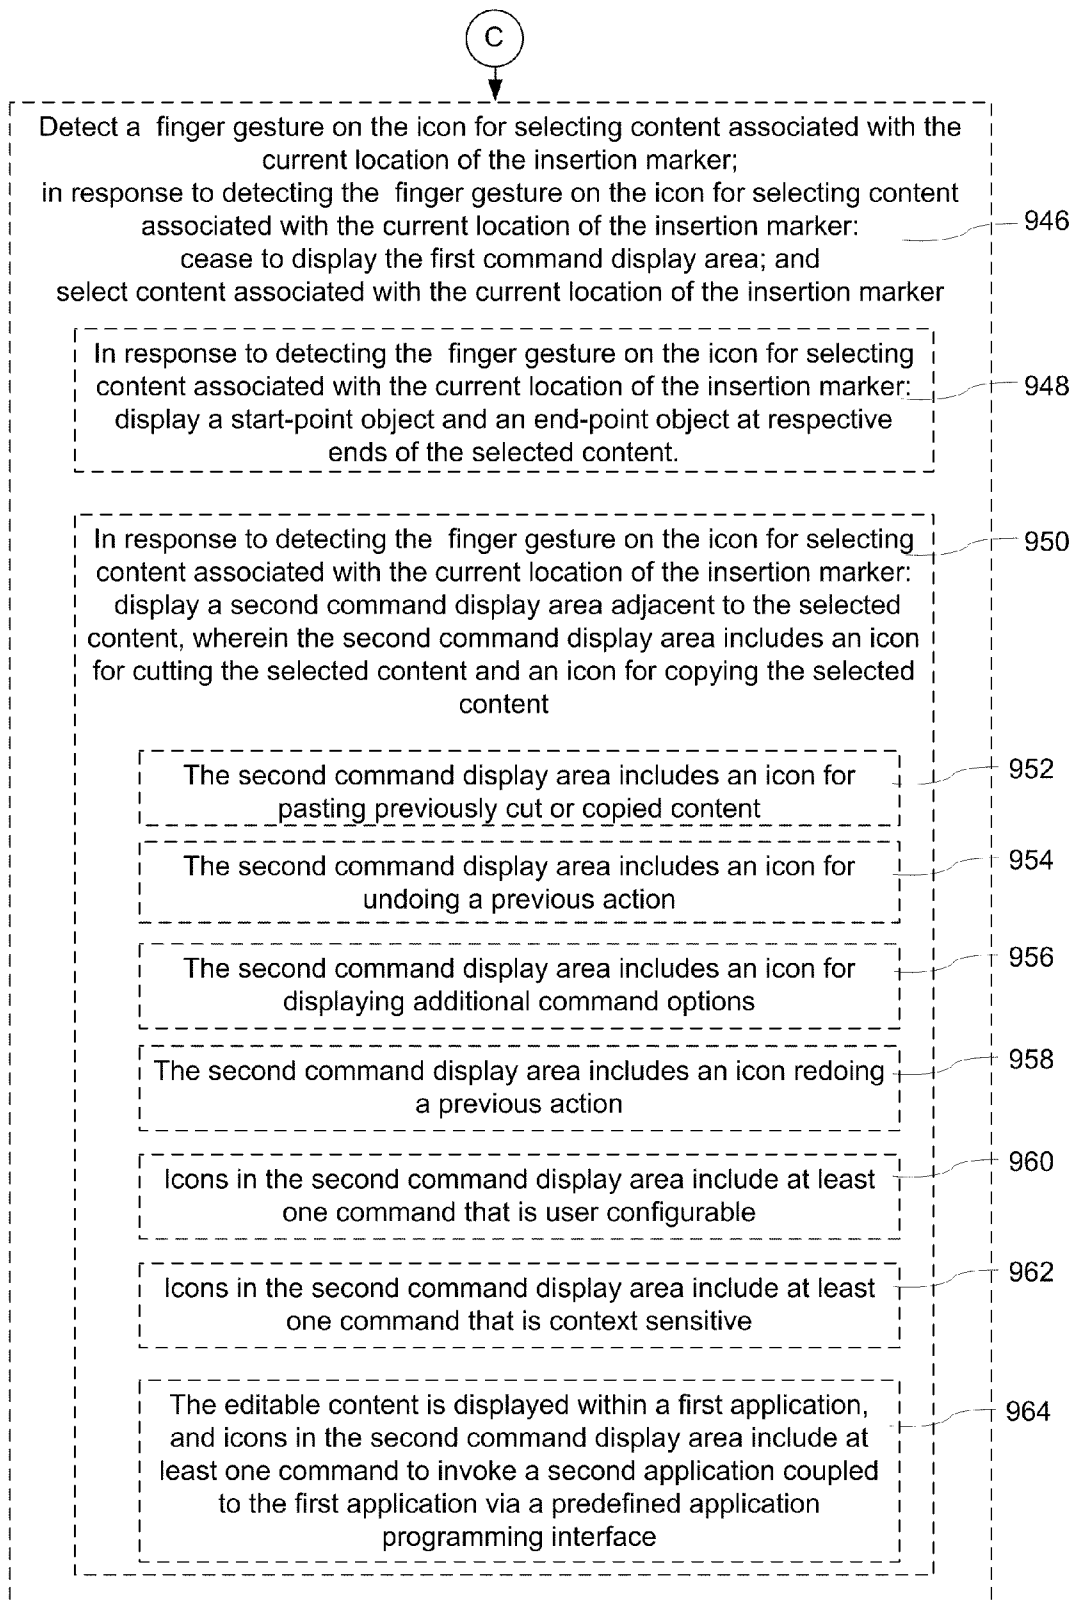 C
Detect a finger gesture on the icon for selecting content associated with the
current location of the insertion marker;
in response to detecting the finger gesture on the icon for selecting content
associated with the current location of the insertion marker:
cease to display the first command display area; and
select content associated with the current location of the insertion marker
946
In response to detecting the finger gesture on the icon for selecting
content associated with the current location of the insertion marker:
display a start-point object and an end-point object at respective
ends of the selected content.
948
In response to detecting the finger gesture on the icon for selecting
content associated with the current location of the insertion marker:
display a second command display area adjacent to the selected
content, wherein the second command display area includes an icon
for cutting the selected content and an icon for copying the selected
content
950
The second command display area includes an icon for
pasting previously cut or copied content
952
The second command display area includes an icon for
undoing a previous action
954
The second command display area includes an icon for
displaying additional command options
956
The second command display area includes an icon redoing
a previous action
958
Icons in the second command display area include at least
one command that is user configurable
960
Icons in the second command display area include at least
one command that is context sensitive
962
The editable content is displayed within a first application,
and icons in the second command display area include at
least one command to invoke a second application coupled
to the first application via a predefined application
programming interface
964